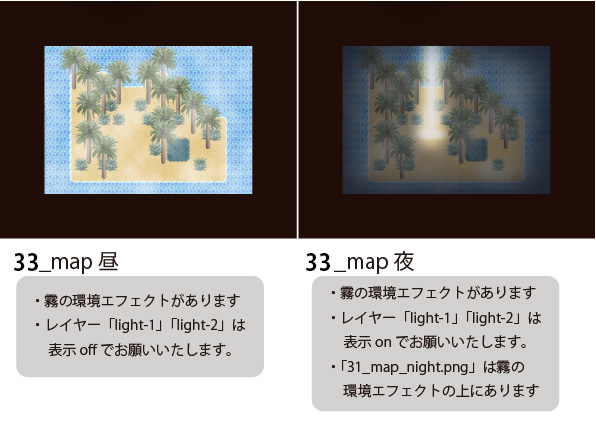 33_map 昼
・霧の環境エフェクトがあります
・レイヤー「light-1」「light-2」は
表示 off でお願いいたします。
33_map 夜
・霧の環境エフェクトがあります
・レイヤー「light-1」「light-2」は
表示 on でお願いいたします。
・「31_map_night.png」は霧の
環境エフェクトの上にあります